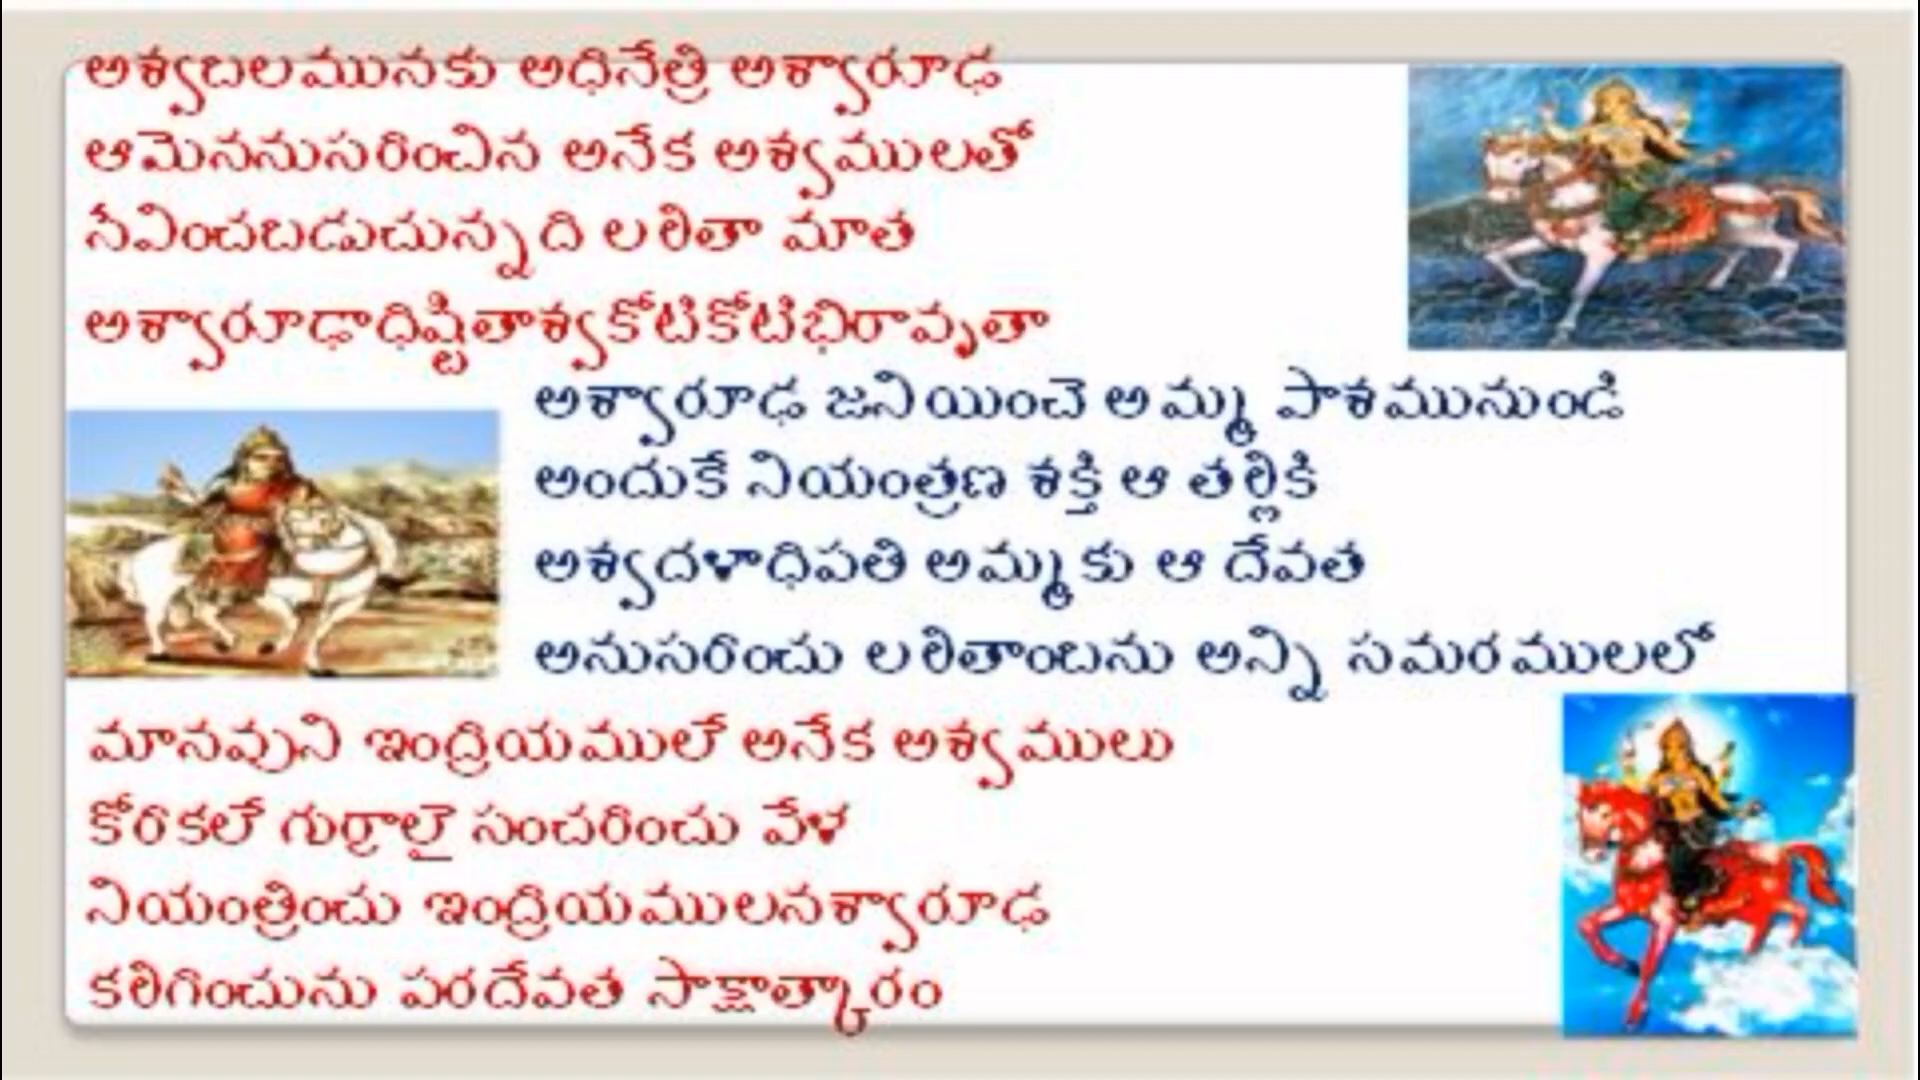 అశ్వబలమునకు అధినేత్రి అశ్వారూఢ
ఆమెననుసరించిన అనేక అశ్వములతో
సేవించబడుచున్నది లలితా మాత
అశ్వారూఢాధిష్టితాశ్వకోటికోటిభిరావృతా
అశ్వారూఢ జనియించె అమ్మ పాశమునుండి
అందుకే నియంత్రణ శక్తి ఆ తల్లికి
అశ్వదళాధిపతి అమ్మకు ఆ దేవత
అనుసరించు లలితాంబను అన్ని సమరములలో
మానవుని ఇంద్రియములే అనేక అశ్వములు
కోరికలే గుర్రాలై సంచరించు వేళ
నియంత్రించు ఇంద్రియములనశ్వారూఢ
కలిగించును పరదేవత సాక్షాత్కారం